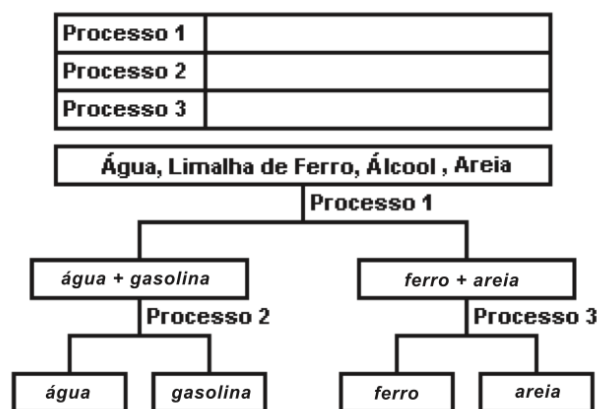 Processo 1
Processo 2
Processo 3
Água, Limalha de Ferro, Álcool , Areia
Processo 1
água + gasolina
ferro + areia
Processo 2
Processo 3
água
gasolina
ferro
areia